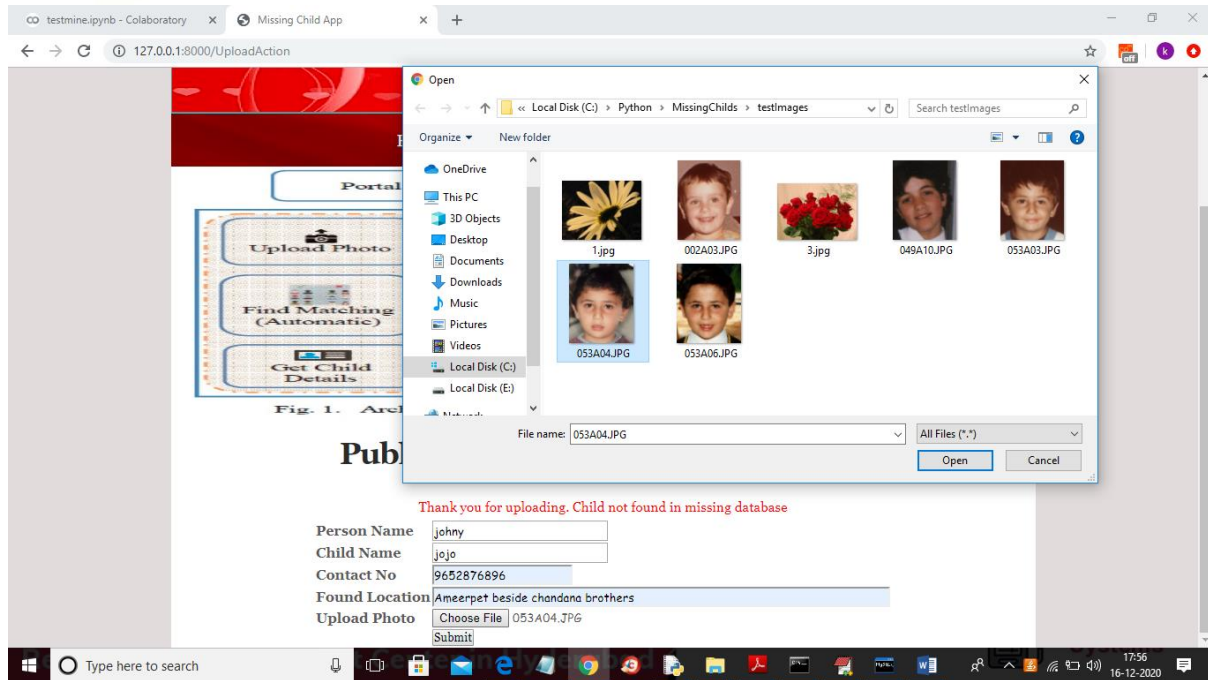 testmine.ipynb - Colaboratory
Missing Child App
127.0.0.1:8000/UploadAction
off
k
Open
« Local Disk (C:) › Python › MissingChilds › testImages
Search testImages
Organize
New folder
OneDrive
This PC
3D Objects
Desktop
Documents
Downloads
Music
Pictures
Videos
Local Disk (C:)
Local Disk (E:)
1.jpg
002A03.JPG
3.jpg
049A10.JPG
053A03.JPG
053A04.JPG
053A06.JPG
File name: 053A04.JPG
All Files (*.*)
Open
Cancel
Portal
Upload Photo
Find Matching
(Automatic)
Get Child
Details
Fig. 1.
Publ
Thank you for uploading. Child not found in missing database
Person Name johny
Child Name jojo
Contact No 9652876896
Found Location Ameerpet beside chandana brothers
Upload Photo Choose File 053A04.JPG
Submit
Type here to search
17:56
16-12-2020